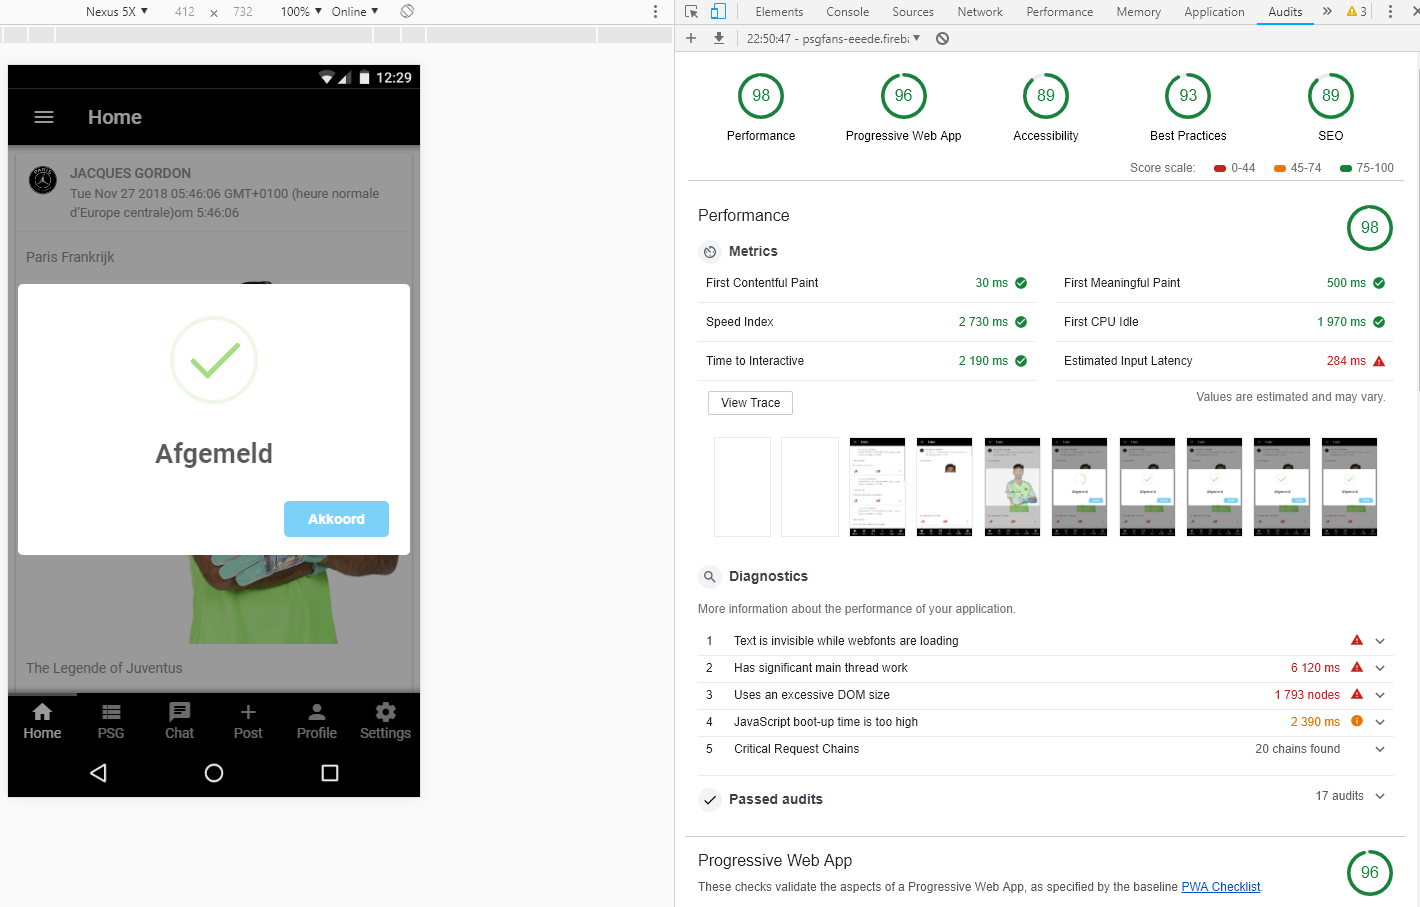 Nexus 5X ▼ 412 × 732 100% ▼ Online ▼
Elements Console Sources Network Performance Memory Application Audits » 3
22:50:47 - psgfans-eeede.fireba ▼
12:29
Home
JACQUES GORDON
Tue Nov 27 2018 05:46:06 GMT+0100 (heure normale
d'Europe centrale)om 5:46:06
Paris Frankrijk
Afgemeld
Akkoord
The Legende of Juventus
Home PSG Chat Post Profile Settings
98 96 89 93 89
Performance Progressive Web App Accessibility Best Practices SEO
Score scale: 0-44 45-74 75-100
Performance
98
Metrics
First Contentful Paint 30 ms
First Meaningful Paint 500 ms
Speed Index 2 730 ms
First CPU Idle 1 970 ms
Time to Interactive 2 190 ms
Estimated Input Latency 284 ms
View Trace
Values are estimated and may vary.
Diagnostics
More information about the performance of your application.
1 Text is invisible while webfonts are loading
2 Has significant main thread work 6 120 ms
3 Uses an excessive DOM size 1 793 nodes
4 JavaScript boot-up time is too high 2 390 ms
5 Critical Request Chains 20 chains found
Passed audits 17 audits
Progressive Web App
96
These checks validate the aspects of a Progressive Web App, as specified by the baseline PWA Checklist.